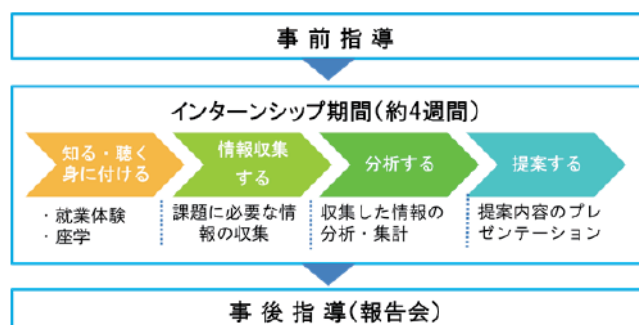 事前指導
インターンシップ期間(約4週間)
知る・聴く
身に付ける
情報収集
する
分析する
提案する
・就業体験
・座学
課題に必要な情
報の収集
収集した情報の
分析・集計
提案内容のプレ
ゼンテーション
事後指導(報告会)